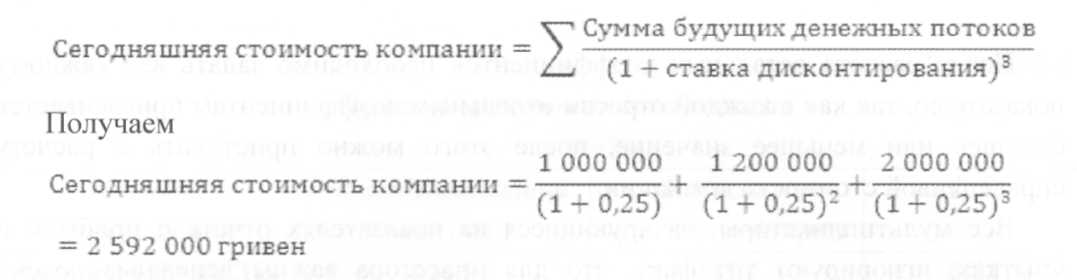 Сегодняшняя стоимость компании = ∑ Сумма будущих денежных потоков / (1 + ставка дисконтирования)³
Получаем
Сегодняшняя стоимость компании = 1 000 000 / (1 + 0,25) + 1 200 000 / (1 + 0,25)² + 2 000 000 / (1 + 0,25)³
= 2 592 000 гривен